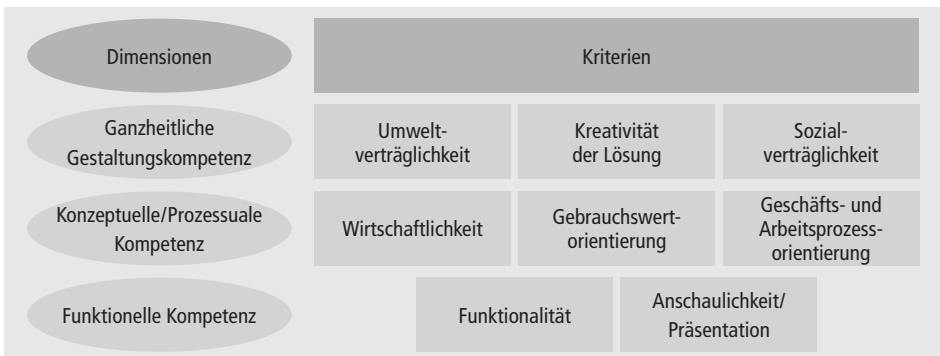 Dimensionen
Kriterien
Ganzheitliche
Gestaltungskompetenz
Umwelt-
verträglichkeit
Kreativität
der Lösung
Sozial-
verträglichkeit
Konzeptuelle/Prozessuale
Kompetenz
Wirtschaftlichkeit
Gebrauchswert-
orientierung
Geschäfts- und
Arbeitsprozess-
orientierung
Funktionelle Kompetenz
Funktionalität
Anschaulichkeit/
Präsentation